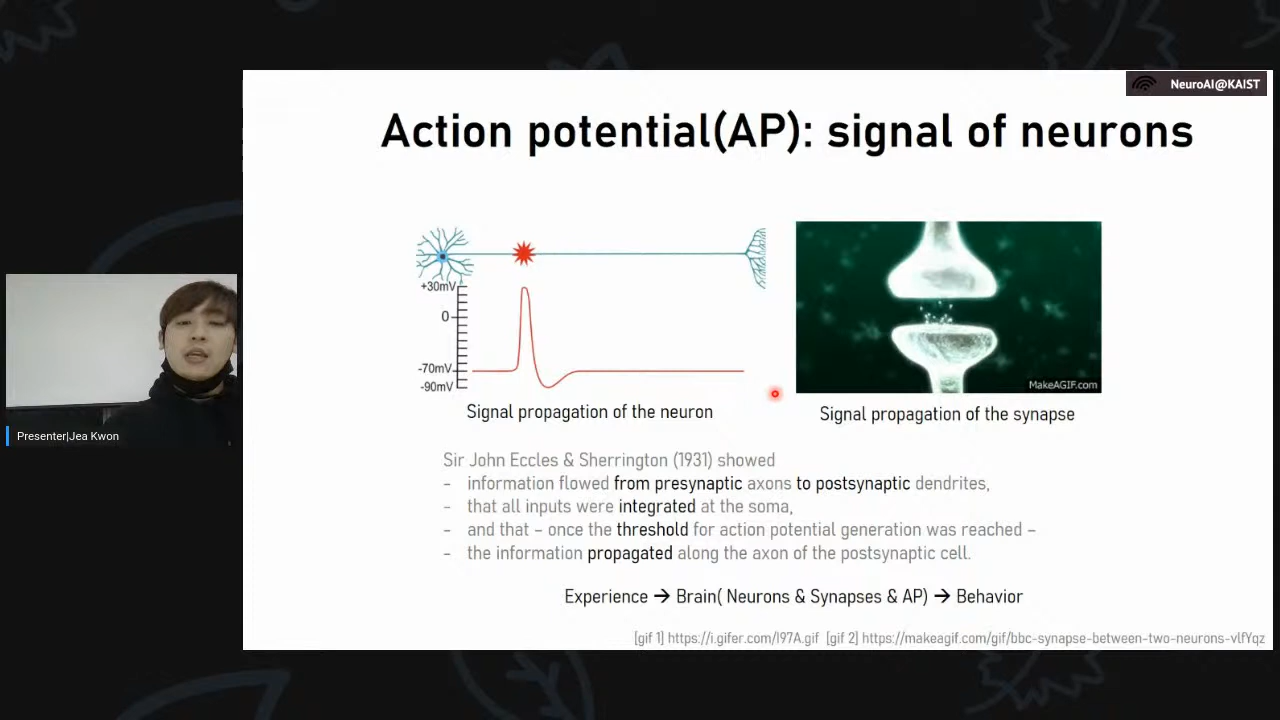 NeuroAI@KAIST
Action potential(AP): signal of neurons
+30mV
0
-70mV
-90mV
MakeAGIF.com
Signal propagation of the neuron
Signal propagation of the synapse
Presenter|Jea Kwon
Sir John Eccles & Sherrington (1931) showed
- information flowed from presynaptic axons to postsynaptic dendrites,
- that all inputs were integrated at the soma,
- and that – once the threshold for action potential generation was reached –
- the information propagated along the axon of the postsynaptic cell.
Experience → Brain( Neurons & Synapses & AP) → Behavior
[gif 1] https://i.gifer.com/I97A.gif [gif 2] https://makeagif.com/gif/bbc-synapse-between-two-neurons-vlfYqz